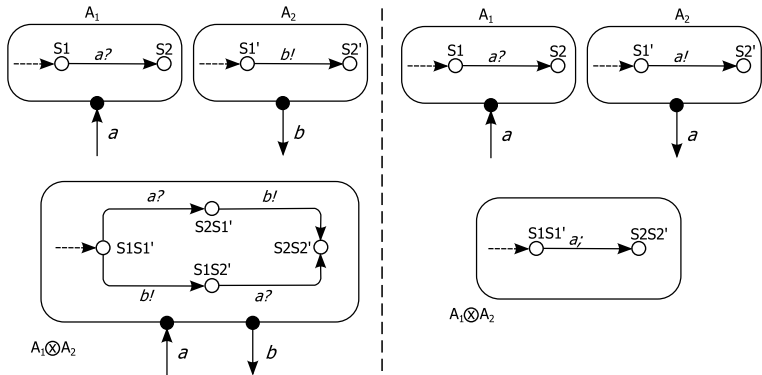 A₁ A₂
S1 a? S2
S1' b! S2'
a
b
a? b!
S2S1'
S1S1' S2S2'
S1S2'
b! a?
A₁⊗A₂
a b
A₁ A₂
S1 a? S2
S1' a! S2'
a
a
S1S1' a; S2S2'
A₁⊗A₂